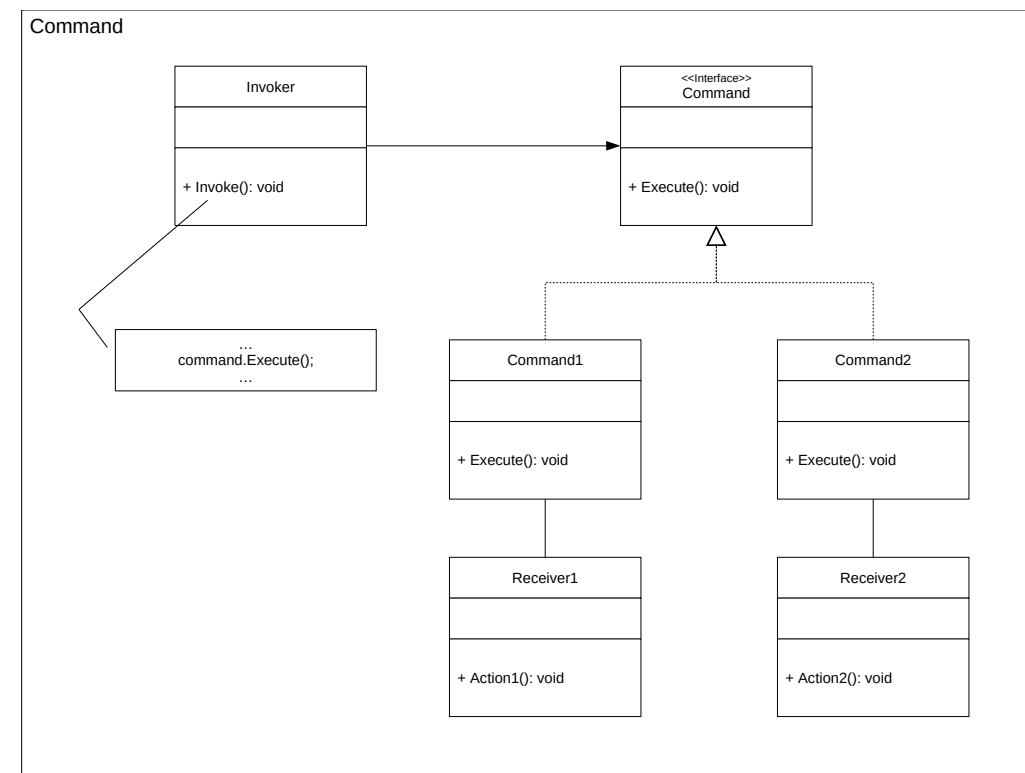 Command
Invoker
+ Invoke(): void
<<Interface>>
Command
+ Execute(): void
…
command.Execute();
…
Command1
+ Execute(): void
Command2
+ Execute(): void
Receiver1
+ Action1(): void
Receiver2
+ Action2(): void